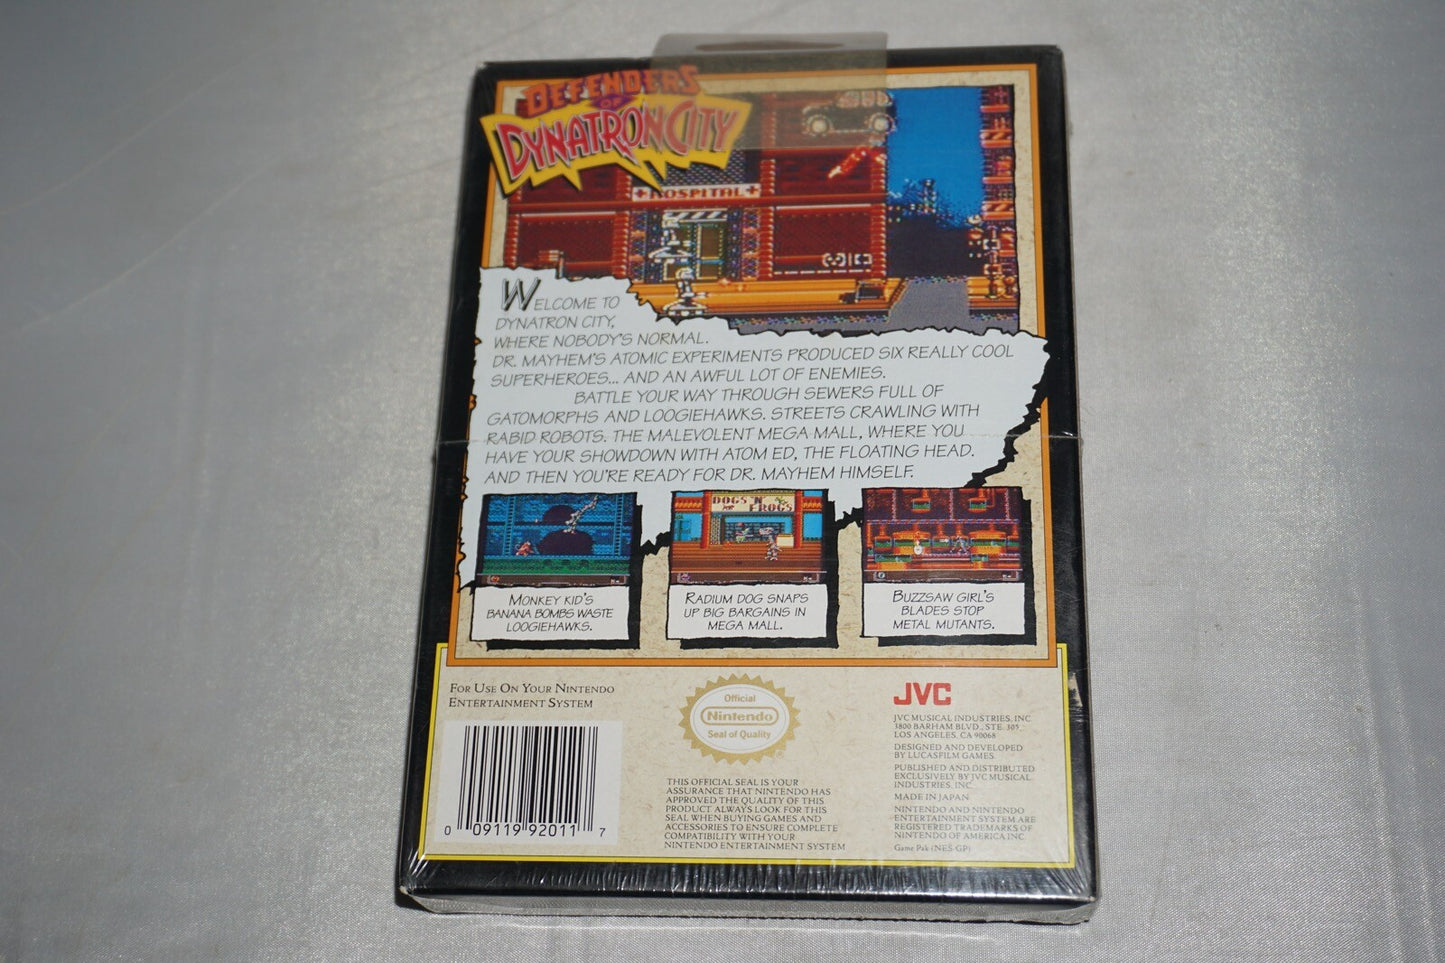 DEFENDERS
OF
DYNATRON CITY
+HOSPITAL+
WELCOME TO
DYNATRON CITY,
WHERE NOBODY'S NORMAL.
DR. MAYHEM'S ATOMIC EXPERIMENTS PRODUCED SIX REALLY COOL
SUPERHEROES... AND AN AWFUL LOT OF ENEMIES.
BATTLE YOUR WAY THROUGH SEWERS FULL OF
GATOMORPHS AND LOOGIEHAWKS. STREETS CRAWLING WITH
RABID ROBOTS. THE MALEVOLENT MEGA MALL, WHERE YOU
HAVE YOUR SHOWDOWN WITH ATOM ED, THE FLOATING HEAD.
AND THEN YOU'RE READY FOR DR. MAYHEM HIMSELF.
DOGS 'N'
FROGS
MONKEY KID'S
BANANA BOMBS WASTE
LOOGIEHAWKS.
RADIUM DOG SNAPS
UP BIG BARGAINS IN
MEGA MALL.
BUZZSAW GIRL'S
BLADES STOP
METAL MUTANTS.
FOR USE ON YOUR NINTENDO
ENTERTAINMENT SYSTEM
0 09119 92011 7
Official
Nintendo
Seal of Quality
®
THIS OFFICIAL SEAL IS YOUR
ASSURANCE THAT NINTENDO HAS
APPROVED THE QUALITY OF THIS
PRODUCT. ALWAYS LOOK FOR THIS
SEAL WHEN BUYING GAMES AND
ACCESSORIES TO ENSURE COMPLETE
COMPATIBILITY WITH YOUR
NINTENDO ENTERTAINMENT SYSTEM
JVC
JVC MUSICAL INDUSTRIES, INC
3800 BARHAM BLVD., STE. 305
LOS ANGELES, CA 90068
DESIGNED AND DEVELOPED
BY LUCASFILM GAMES
PUBLISHED AND DISTRIBUTED
EXCLUSIVELY BY JVC MUSICAL
INDUSTRIES, INC.
MADE IN JAPAN
NINTENDO AND NINTENDO
ENTERTAINMENT SYSTEM ARE
REGISTERED TRADEMARKS OF
NINTENDO OF AMERICA INC.
Game Pak (NES-GP)